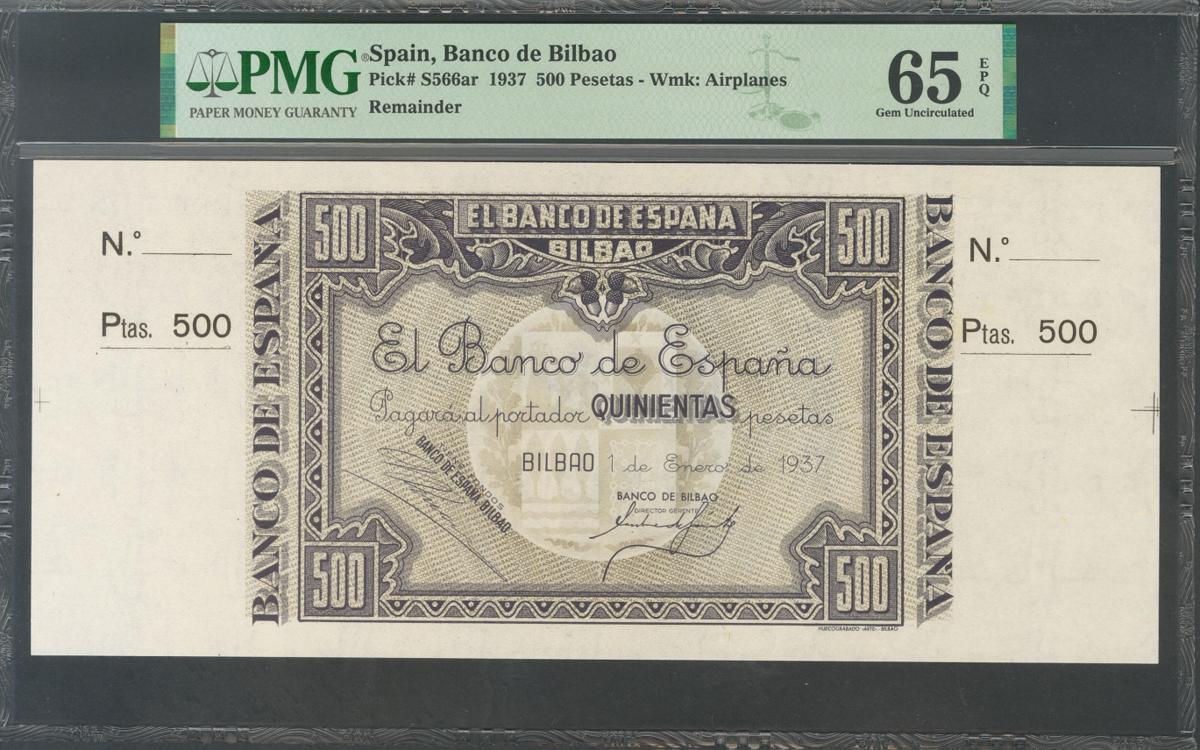 PMG®
PAPER MONEY GUARANTY
Spain, Banco de Bilbao
Pick# S566ar 1937 500 Pesetas - Wmk: Airplanes
Remainder
65 EPQ
Gem Uncirculated
N.º
Ptas. 500
BANCO DE ESPAÑA
500
EL BANCO DE ESPAÑA
BILBAO
500
El Banco de España
Pagará al portador QUINIENTAS pesetas
BILBAO 1 de Enero de 1937
BANCO DE ESPAÑA, BILBAO
BANCO DE BILBAO
DIRECTOR GERENTE
500
500
HUECOGRABADO «ARTE».- BILBAO
BANCO DE ESPAÑA
N.º
Ptas. 500